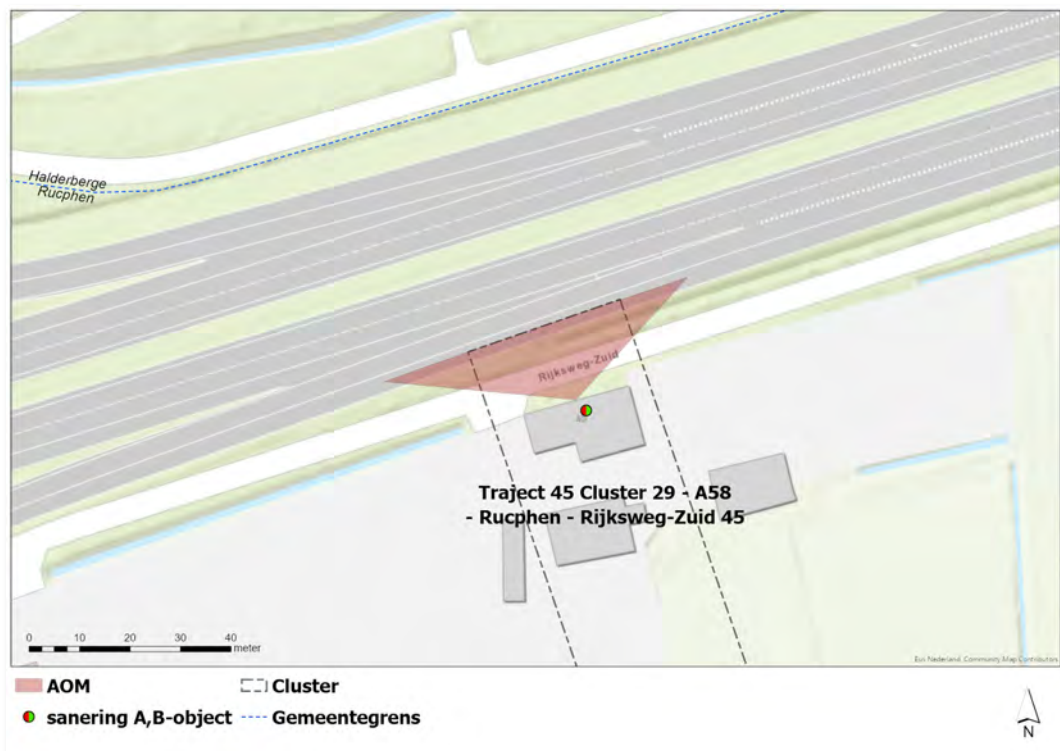 Halderberge
Rucphen
Rijksweg-Zuid
Traject 45 Cluster 29 - A58
- Rucphen - Rijksweg-Zuid 45
0 10 20 30 40
meter
Esri Nederland, Community Map Contributors
AOM
Cluster
sanering A,B-object
Gemeentegrens
N